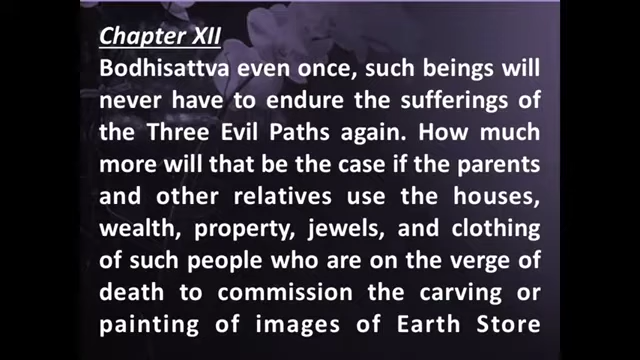 Chapter XII
Bodhisattva even once, such beings will
never have to endure the sufferings of
the Three Evil Paths again. How much
more will that be the case if the parents
and other relatives use the houses,
wealth, property, jewels, and clothing
of such people who are on the verge of
death to commission the carving or
painting of images of Earth Store